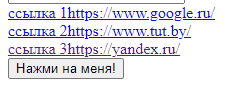 ссылка 1https://www.google.ru/
ссылка 2https://www.tut.by/
ссылка 3https://yandex.ru/
Нажми на меня!